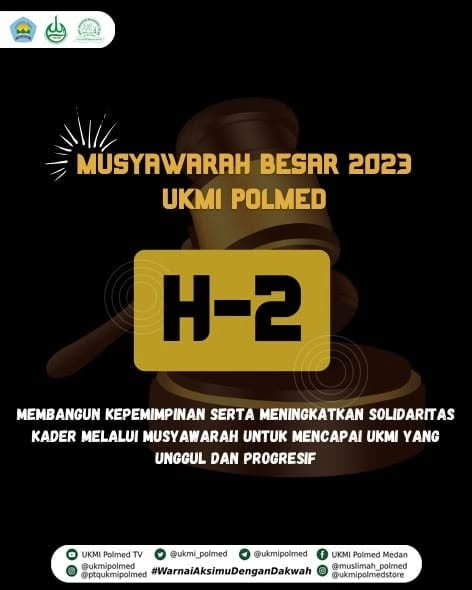 MUSYAWARAH BESAR 2023
UKMI POLMED
H-2
MEMBANGUN KEPEMIMPINAN SERTA MENINGKATKAN SOLIDARITAS
KADER MELALUI MUSYAWARAH UNTUK MENCAPAI UKMI YANG
UNGGUL DAN PROGRESIF
UKMI Polmed TV @ukmi_polmed @ukmipolmed UKMI Polmed Medan
@ukmipolmed @ptqukmipolmed #WarnaiAksimuDenganDakwah @muslimah_polmed @ukmipolmedstore